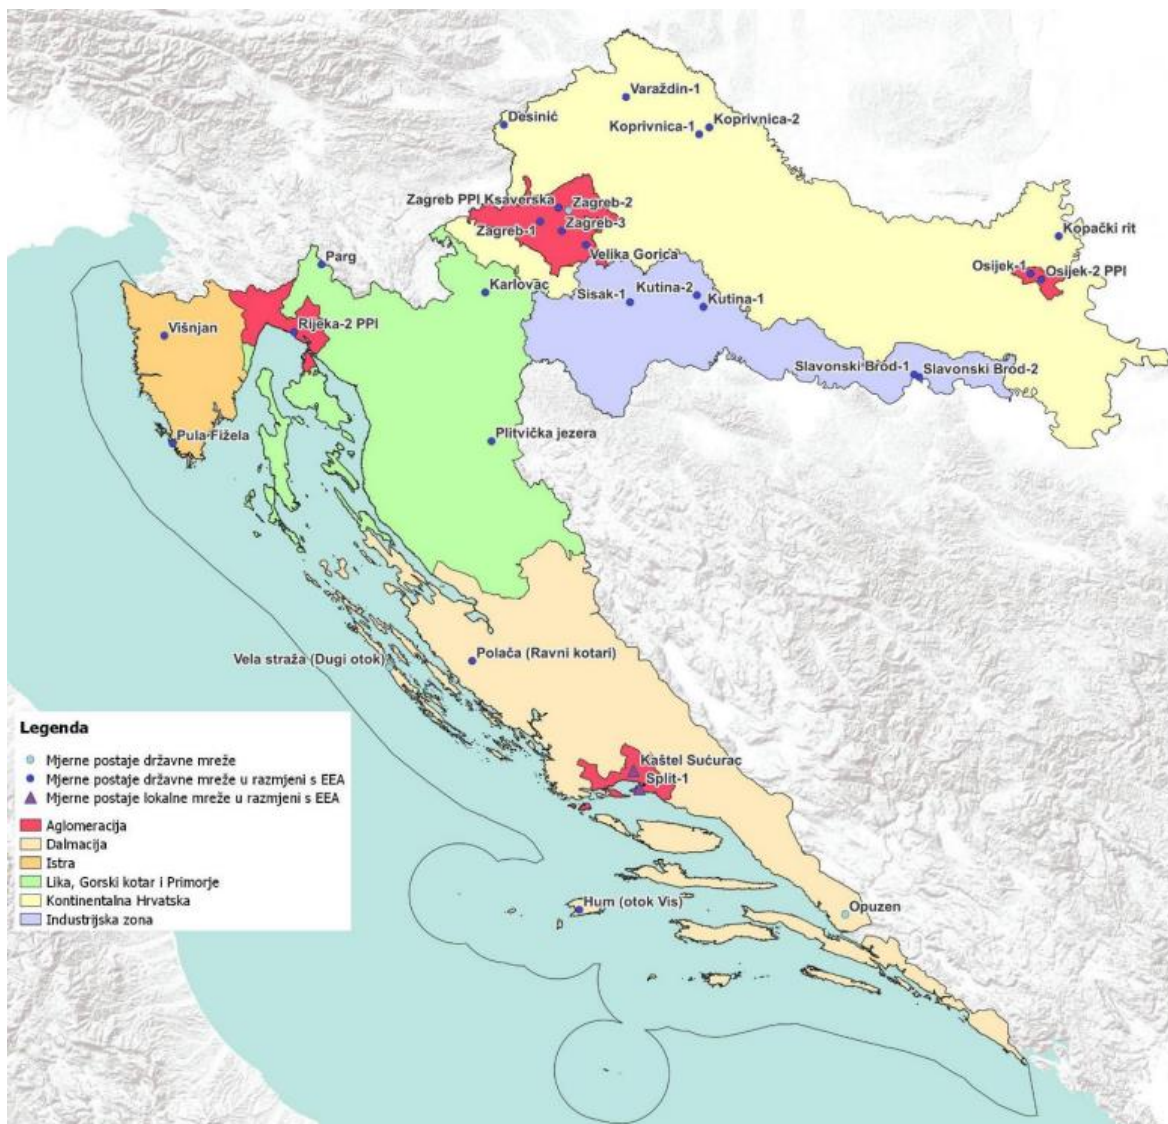 Varaždin-1
Desinić
Koprivnica-2
Koprivnica-1
Zagreb PPI Ksaverska
Zagreb-2
Zagreb-1
Zagreb-3
Velika Gorica
Kopački rit
Osijek-1
Osijek-2 PPI
Parg
Karlovac
Sisak-1
Kutina-2
Kutina-1
Višnjan
Rijeka-2 PPI
Slavonski Brod-1
Slavonski Brod-2
Pula Fižela
Plitvička jezera
Vela straža (Dugi otok)
Polača (Ravni kotari)
Kaštel Sućurac
Split-1
Hum (otok Vis)
Opuzen
Legenda
Mjerne postaje državne mreže
Mjerne postaje državne mreže u razmjeni s EEA
Mjerne postaje lokalne mreže u razmjeni s EEA
Aglomeracija
Dalmacija
Istra
Lika, Gorski kotar i Primorje
Kontinentalna Hrvatska
Industrijska zona